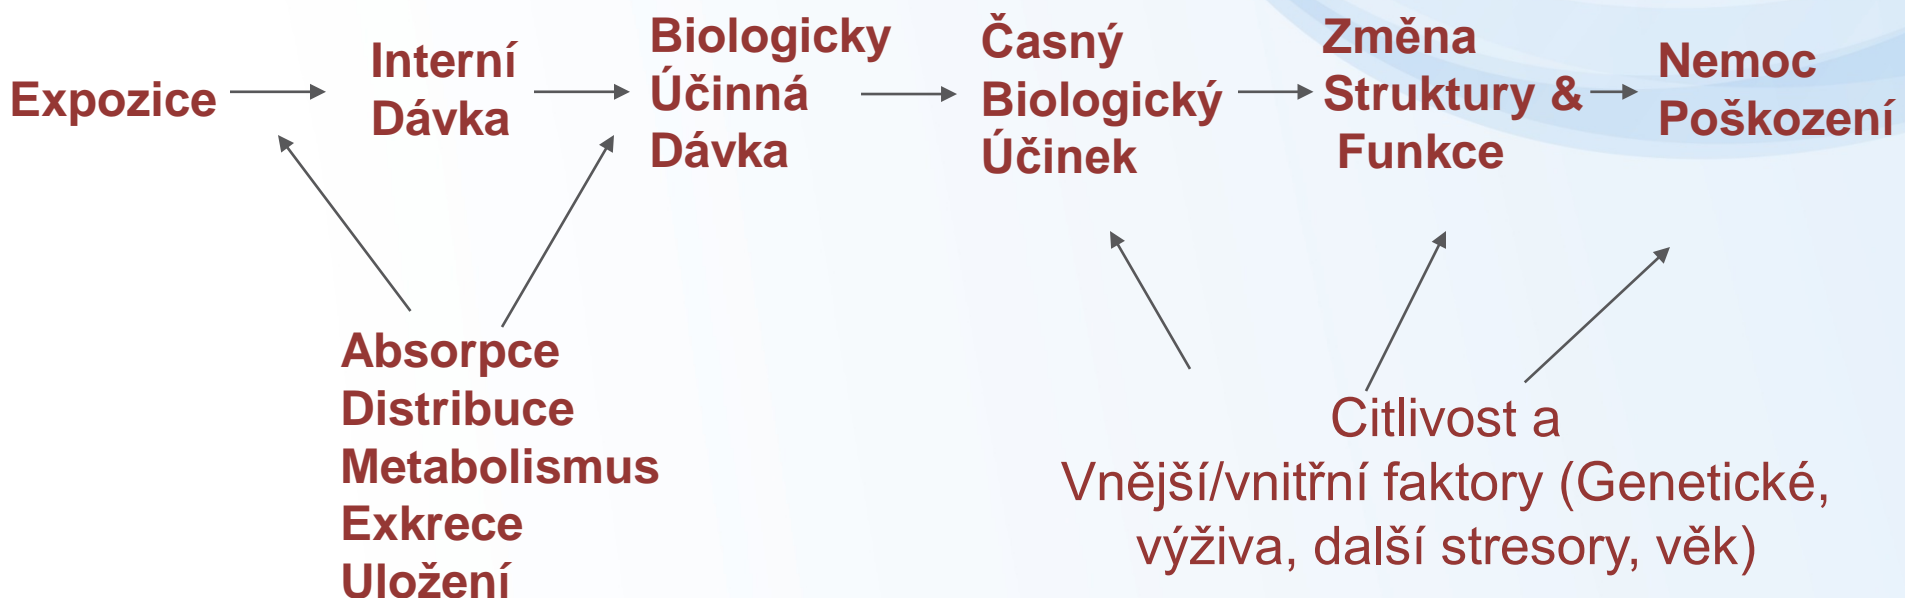 Expozice
Interní
Dávka
Biologicky
Účinná
Dávka
Časný
Biologický
Účinek
Změna
Struktury &
Funkce
Nemoc
Poškození
Absorpce
Distribuce
Metabolismus
Exkrece
Uložení
Citlivost a
Vnější/vnitřní faktory (Genetické,
výživa, další stresory, věk)